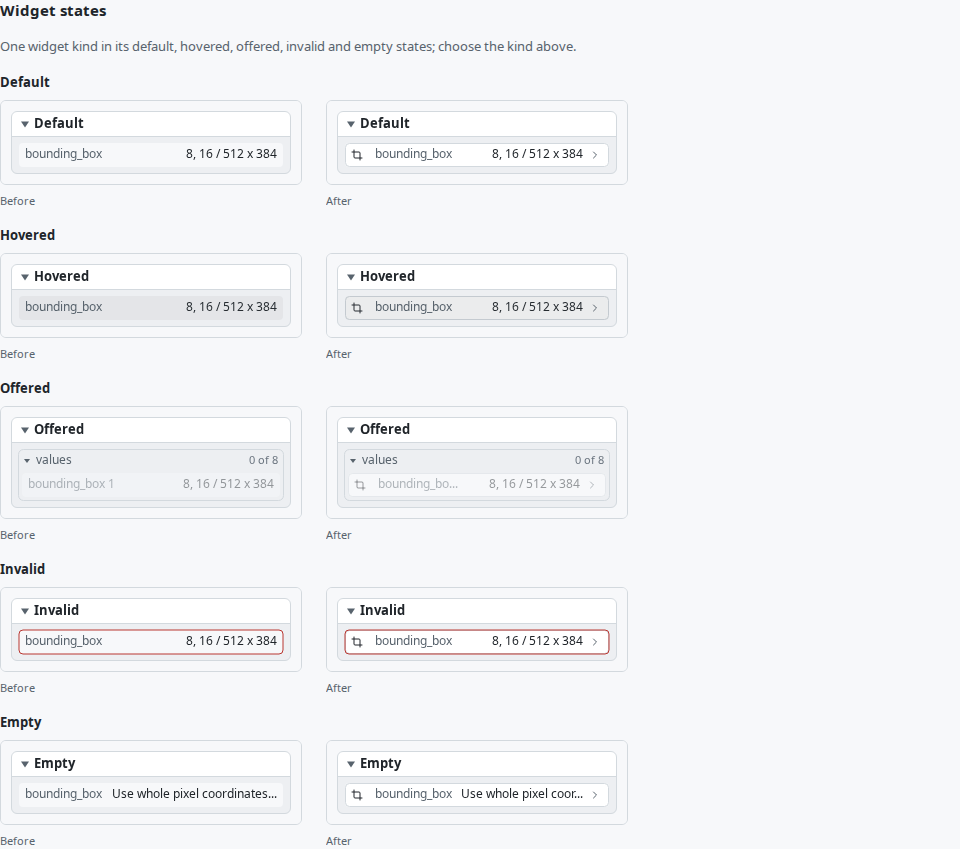 Widget states
One widget kind in its default, hovered, offered, invalid and empty states; choose the kind above.
Default
Default
bounding_box 8, 16 / 512 x 384
Before
Default
bounding_box 8, 16 / 512 x 384
After
Hovered
Hovered
bounding_box 8, 16 / 512 x 384
Before
Hovered
bounding_box 8, 16 / 512 x 384
After
Offered
Offered
values 0 of 8
bounding_box 1 8, 16 / 512 x 384
Before
Offered
values 0 of 8
bounding_bo... 8, 16 / 512 x 384
After
Invalid
Invalid
bounding_box 8, 16 / 512 x 384
Before
Invalid
bounding_box 8, 16 / 512 x 384
After
Empty
Empty
bounding_box Use whole pixel coordinates...
Before
Empty
bounding_box Use whole pixel coor...
After